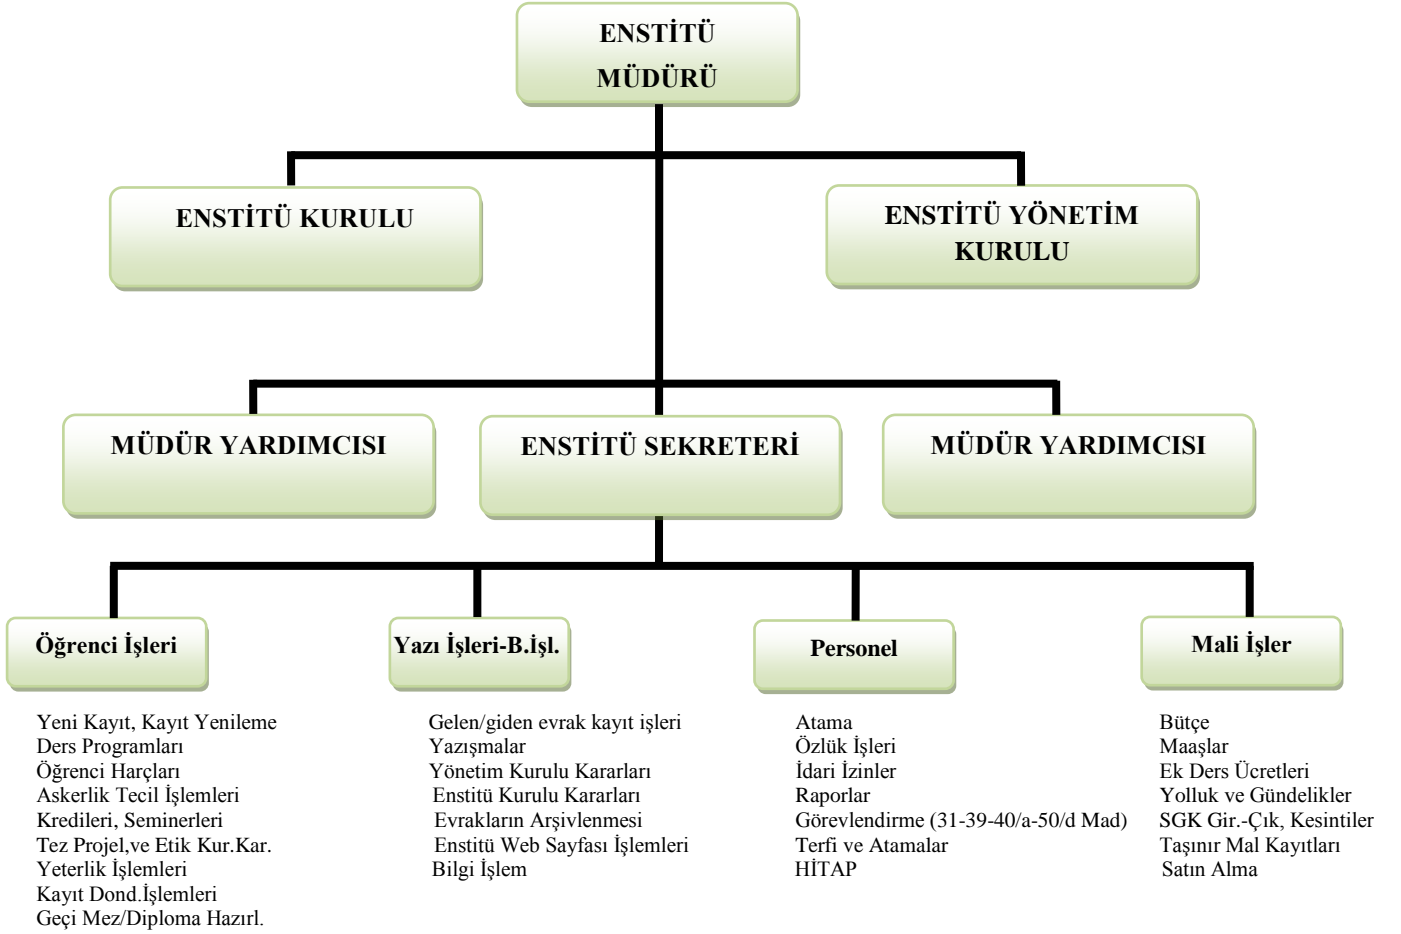 ENSTİTÜ
MÜDÜRÜ
ENSTİTÜ KURULU
ENSTİTÜ YÖNETİM
KURULU
MÜDÜR YARDIMCISI
ENSTİTÜ SEKRETERİ
MÜDÜR YARDIMCISI
Öğrenci İşleri
Yeni Kayıt, Kayıt Yenileme
Ders Programları
Öğrenci Harçları
Askerlik Tecil İşlemleri
Kredileri, Seminerleri
Tez Projel,ve Etik Kur.Kar.
Yeterlik İşlemleri
Kayıt Dond.İşlemleri
Geçi Mez/Diploma Hazırl.
Yazı İşleri-B.İşl.
Gelen/giden evrak kayıt işleri
Yazışmalar
Yönetim Kurulu Kararları
Enstitü Kurulu Kararları
Evrakların Arşivlenmesi
Enstitü Web Sayfası İşlemleri
Bilgi İşlem
Personel
Atama
Özlük İşleri
İdari İzinler
Raporlar
Görevlendirme (31-39-40/a-50/d Mad)
Terfi ve Atamalar
HİTAP
Mali İşler
Bütçe
Maaşlar
Ek Ders Ücretleri
Yolluk ve Gündelikler
SGK Gir.-Çık, Kesintiler
Taşınır Mal Kayıtları
Satın Alma